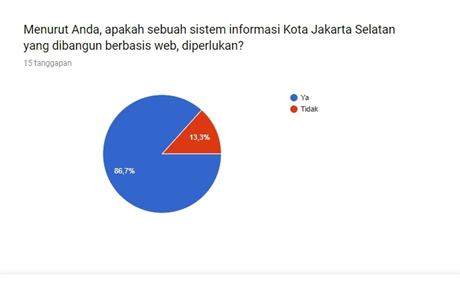 Menurut Anda, apakah sebuah sistem informasi Kota Jakarta Selatan
yang dibangun berbasis web, diperlukan?
15 tanggapan
Ya
Tidak
13,3%
86,7%